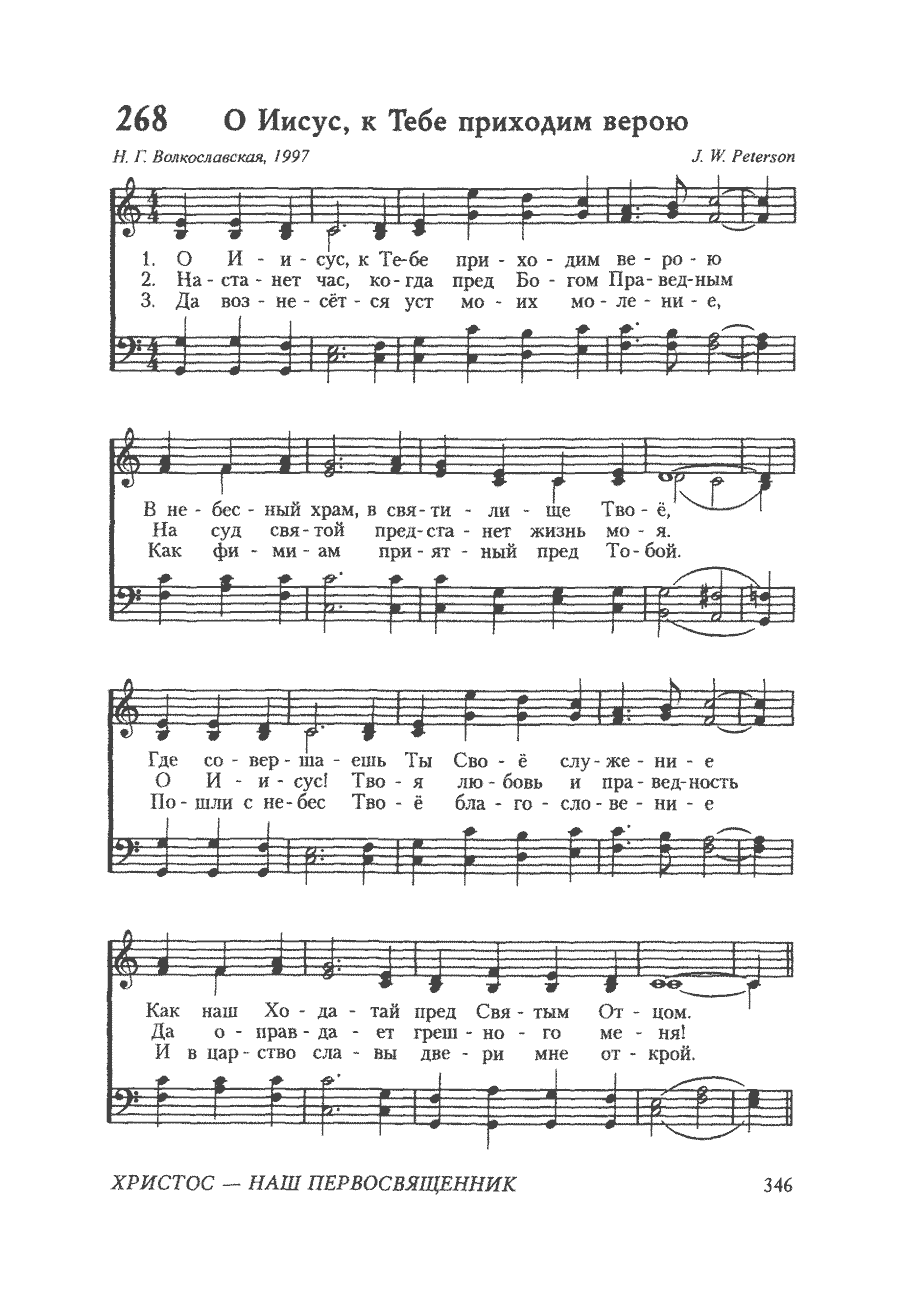 268 О Иисус, к Тебе приходим верою
Н. Г. Волкославская, 1997 J. W. Peterson
1. О И - и - су́с, к Те-бе при - хо - дим ве - ро - ю
2. На - ста - нет час, ко - гда пред Бо - гом Пра- вед-ным
3. Да воз - не - сёт - ся уст мо - их мо - ле - ни - е,
В не - бес - ный храм, в свя - ти - ли - ще Тво - ё,
На суд свя - той пред-ста - нет жизнь мо - я.
Как фи - ми - ам при - ят - ный пред То - бой.
Где со - вер - ша - ешь Ты Сво - ё слу - же - ни - е
О И - и - сус! Тво - я лю - бовь и пра - вед-ность
По - шли с не - бес Тво - ё бла - го - сло - ве - ни - е
Как наш Хо - да - тай пред Свя - тым От - цом.
Да о - прав - да - ет греш - но - го ме - ня!
И в цар - ство сла - вы две - ри мне от - крой.
ХРИСТОС — НАШ ПЕРВОСВЯЩЕННИК 346